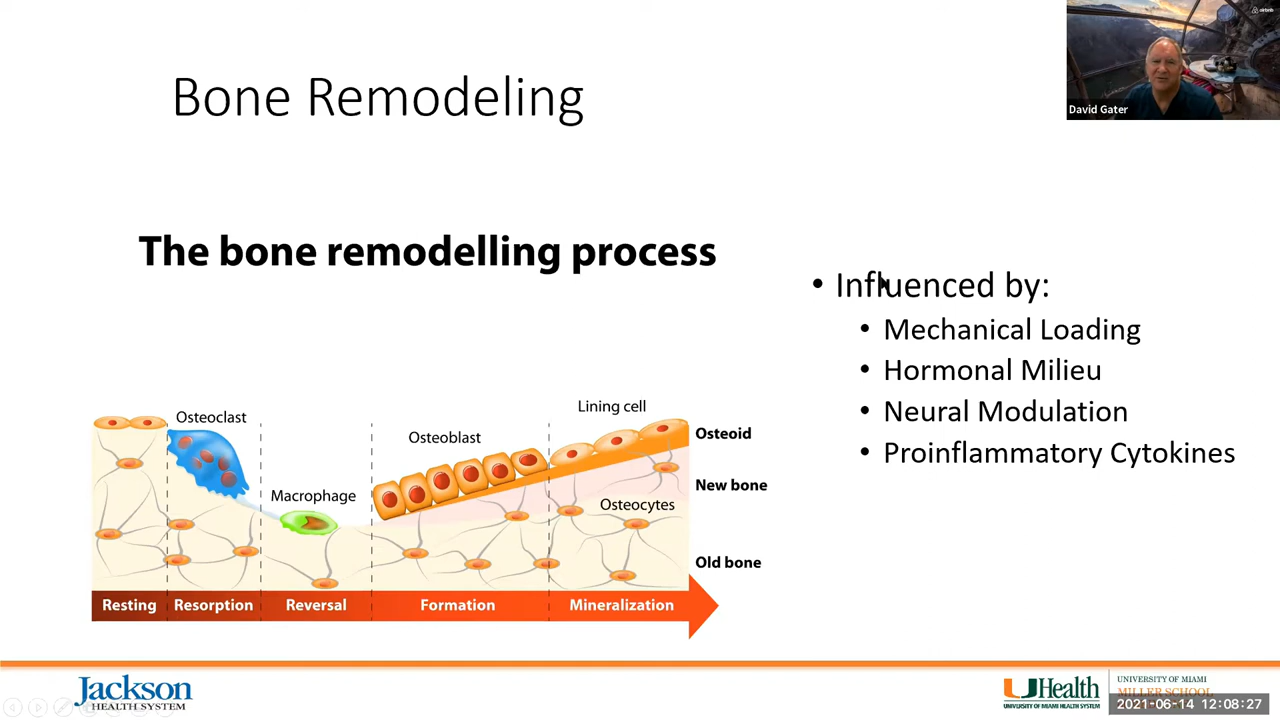 airbnb
David Gater
Bone Remodeling
The bone remodelling process
Osteoclast
Macrophage
Osteoblast
Lining cell
Osteocytes
Osteoid
New bone
Old bone
Resting Resorption Reversal Formation Mineralization
• Influenced by:
• Mechanical Loading
• Hormonal Milieu
• Neural Modulation
• Proinflammatory Cytokines
Jackson
HEALTH SYSTEM
UHealth
UNIVERSITY OF MIAMI HEALTH SYSTEM
UNIVERSITY OF MIAMI
MILLER SCHOOL
2021-06-14 12:08:27